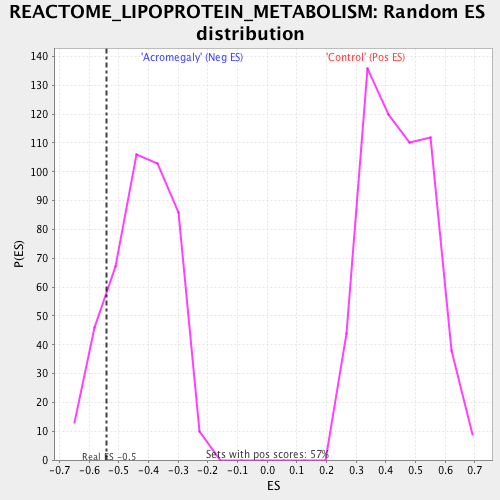 REACTOME_LIPOPROTEIN_METABOLISM: Random ES
distribution
'Acromegaly' (Neg ES)
'Control' (Pos ES)
140
130
120
110
100
90
80
70
60
50
40
30
20
10
0
P(ES)
Real ES -0.5
Sets with pos scores: 57%
-0.7 -0.6 -0.5 -0.4 -0.3 -0.2 -0.1 0.0 0.1 0.2 0.3 0.4 0.5 0.6 0.7
ES